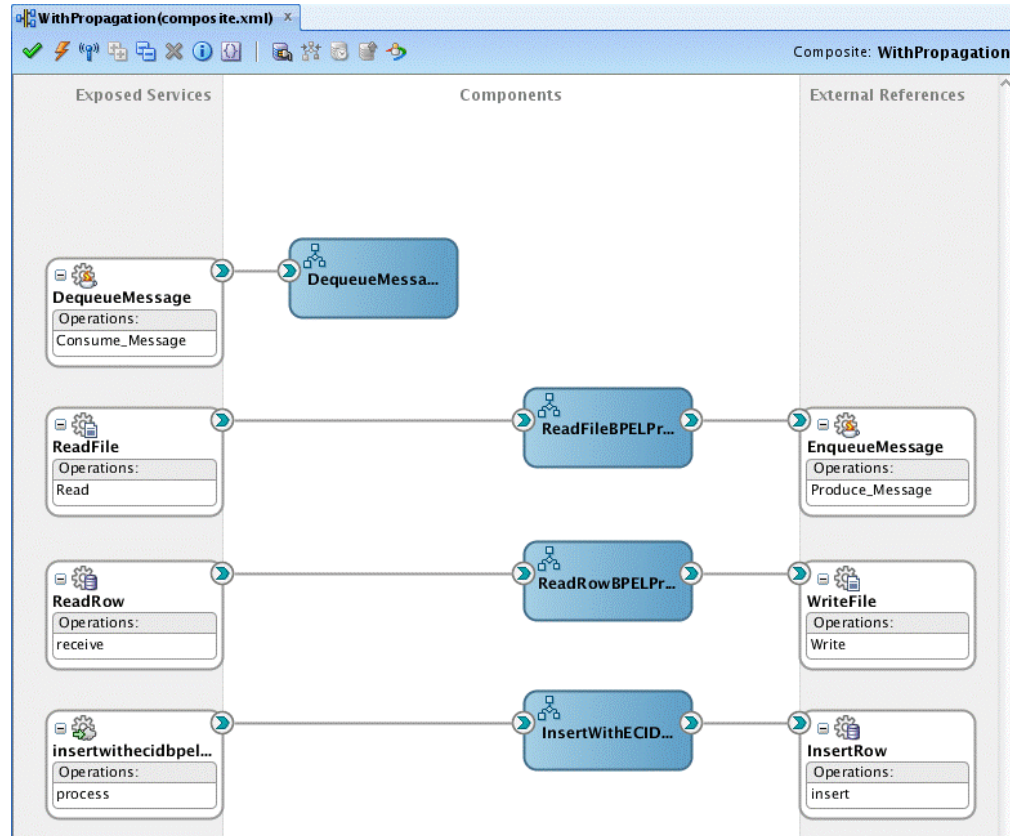 WithPropagation(composite.xml) x
Composite: WithPropagation
Exposed Services
Components
External References
DequeueMessage
Operations:
Consume_Message
DequeueMessa...
ReadFile
Operations:
Read
ReadFileBPELPr...
EnqueueMessage
Operations:
Produce_Message
ReadRow
Operations:
receive
ReadRowBPELPr...
WriteFile
Operations:
Write
insertwithecidbpel...
Operations:
process
InsertWithECID...
InsertRow
Operations:
insert